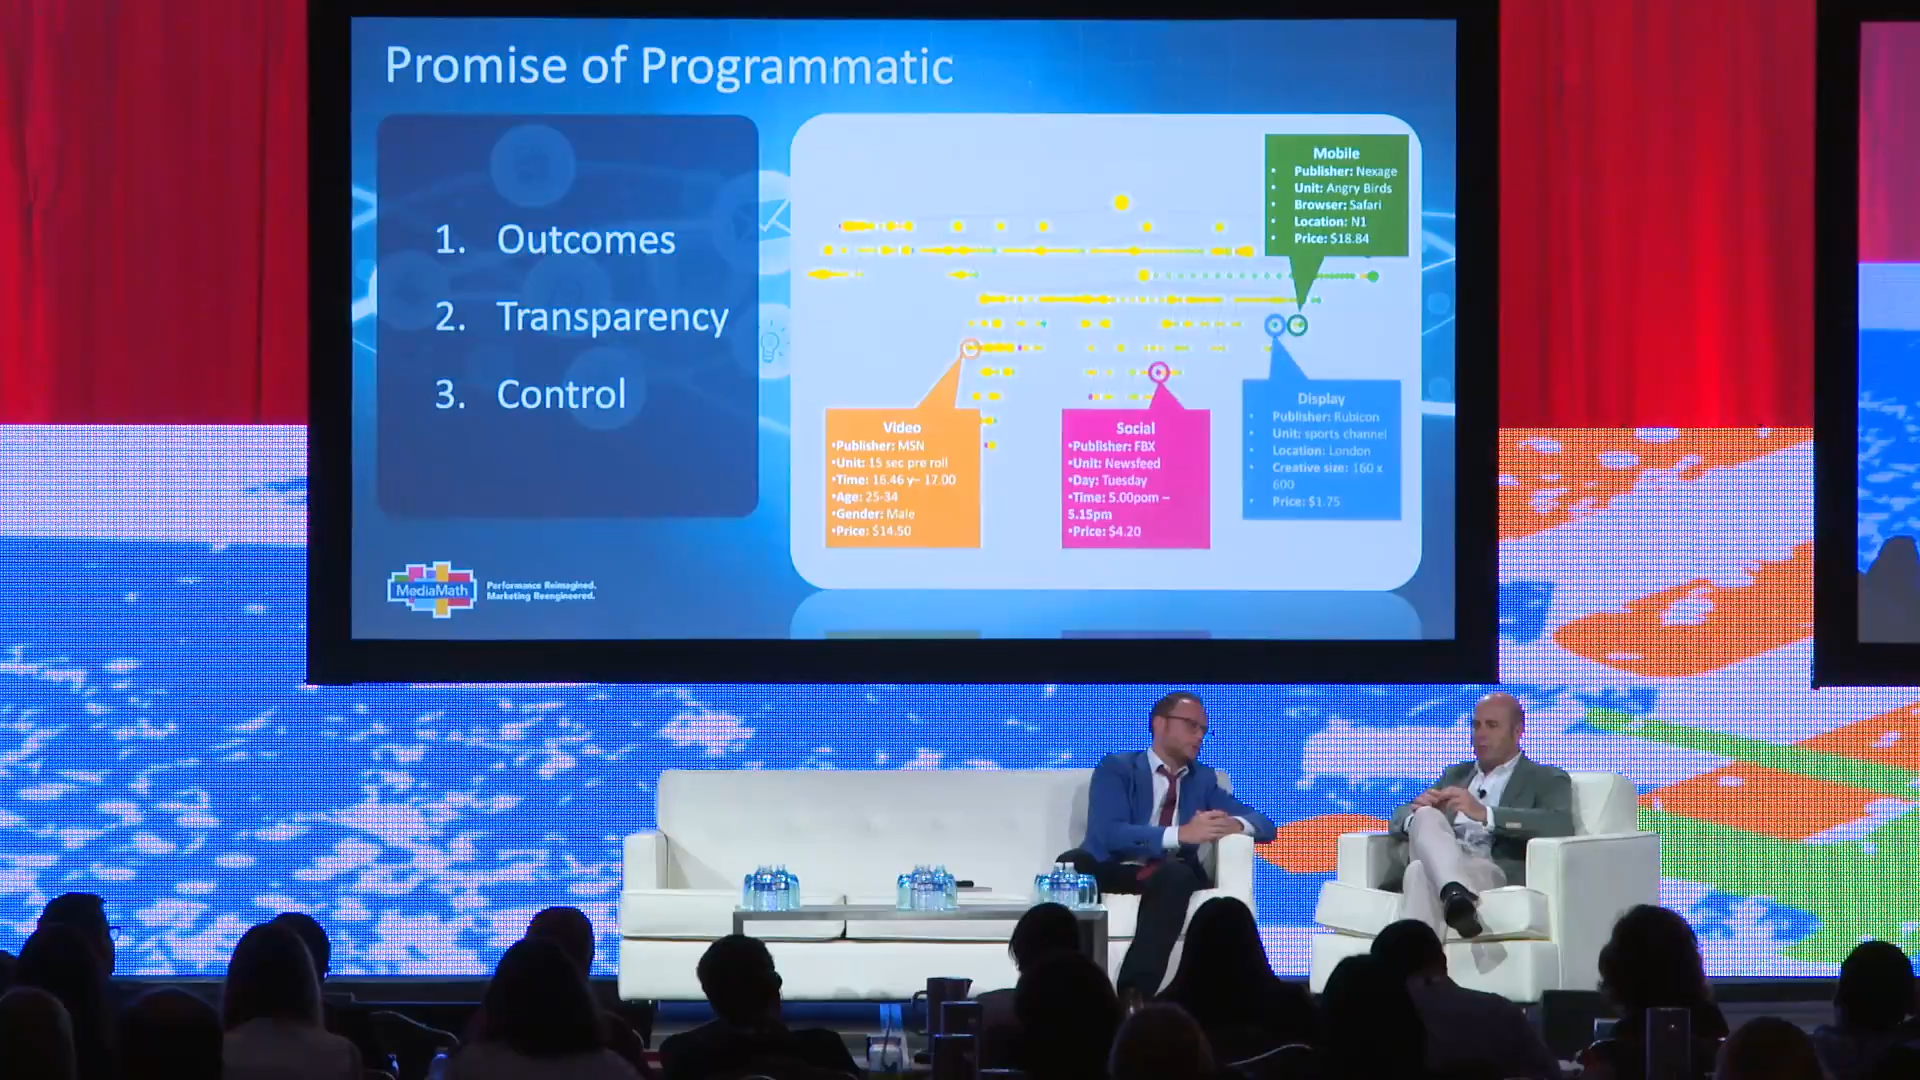 Promise of Programmatic
1. Outcomes
2. Transparency
3. Control
Mobile
• Publisher: Nexage
• Unit: Angry Birds
• Browser: Safari
• Location: N1
• Price: $18.84
Video
•Publisher: MSN
•Unit: 15 sec pre roll
•Time: 16.46 y– 17.00
•Age: 25-34
•Gender: Male
•Price: $14.50
Social
•Publisher: FBX
•Unit: Newsfeed
•Day: Tuesday
•Time: 5.00pom –
5.15pm
•Price: $4.20
Display
• Publisher: Rubicon
• Unit: sports channel
• Location: London
• Creative size: 160 x
600
• Price: $1.75
MediaMath
Performance Reimagined.
Marketing Reengineered.